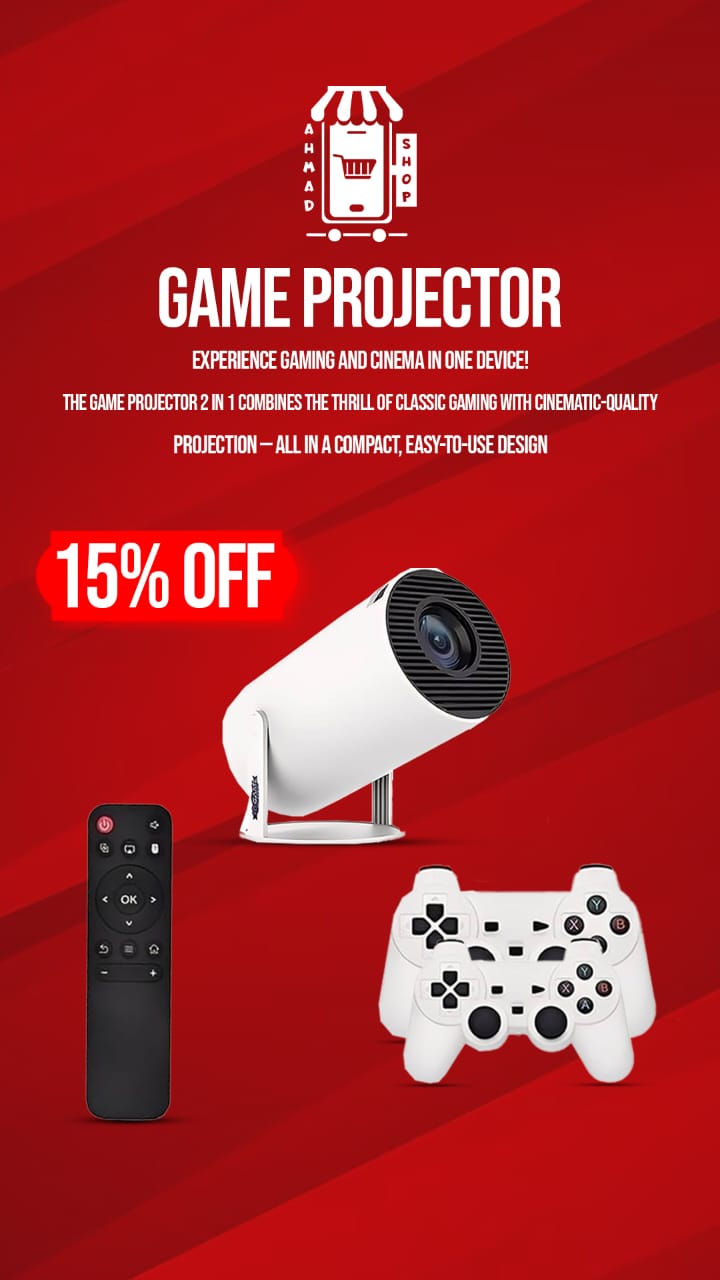 AHMAD
SHOP
GAME PROJECTOR
EXPERIENCE GAMING AND CINEMA IN ONE DEVICE!
THE GAME PROJECTOR 2 IN 1 COMBINES THE THRILL OF CLASSIC GAMING WITH CINEMATIC-QUALITY
PROJECTION – ALL IN A COMPACT, EASY-TO-USE DESIGN
15% OFF
OK
Y
X B
Y
X B
A